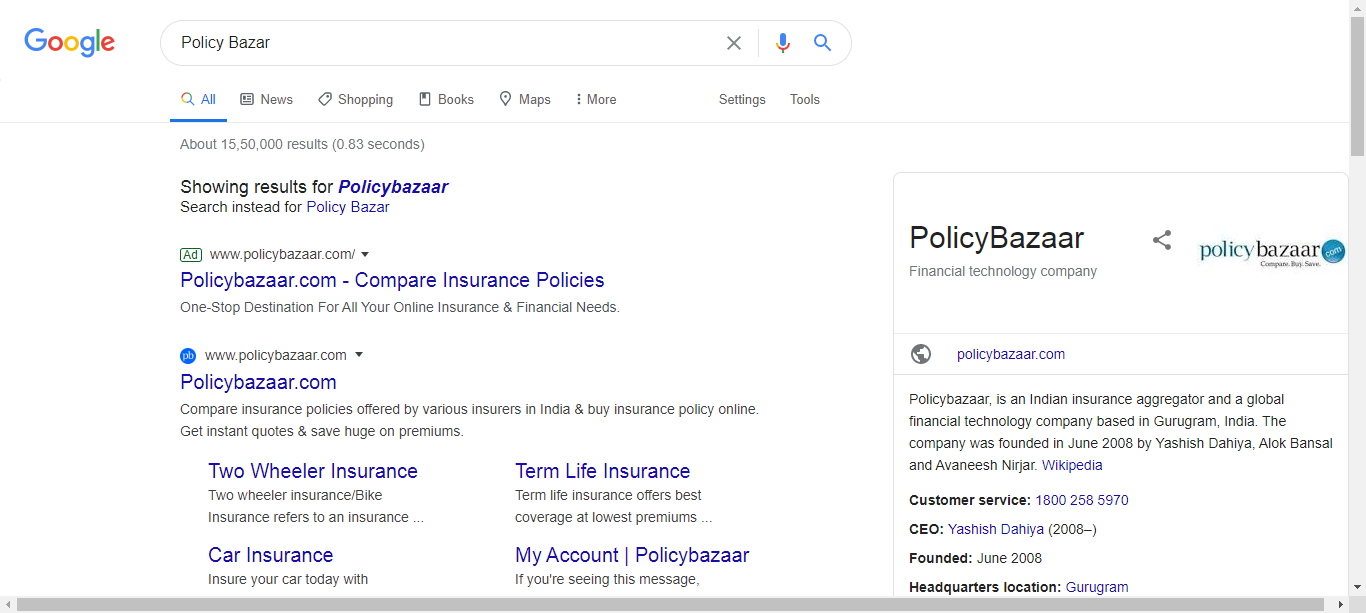 Google
Policy Bazar
All News Shopping Books Maps More Settings Tools
About 15,50,000 results (0.83 seconds)
Showing results for Policybazaar
Search instead for Policy Bazar
Ad www.policybazaar.com/
Policybazaar.com - Compare Insurance Policies
One-Stop Destination For All Your Online Insurance & Financial Needs.
pb www.policybazaar.com
Policybazaar.com
Compare insurance policies offered by various insurers in India & buy insurance policy online.
Get instant quotes & save huge on premiums.
Two Wheeler Insurance
Two wheeler insurance/Bike
Insurance refers to an insurance ...
Term Life Insurance
Term life insurance offers best
coverage at lowest premiums ...
Car Insurance
Insure your car today with
My Account | Policybazaar
If you're seeing this message,
PolicyBazaar
Financial technology company
policybazaar.com
Compare. Buy. Save.
policybazaar.com
Policybazaar, is an Indian insurance aggregator and a global
financial technology company based in Gurugram, India. The
company was founded in June 2008 by Yashish Dahiya, Alok Bansal
and Avaneesh Nirjar. Wikipedia
Customer service: 1800 258 5970
CEO: Yashish Dahiya (2008–)
Founded: June 2008
Headquarters location: Gurugram